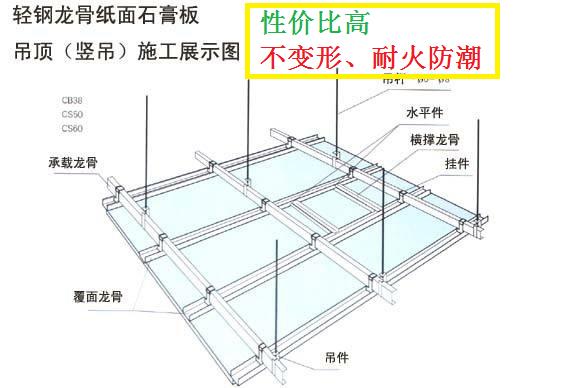 轻钢龙骨纸面石膏板
吊顶（竖吊）施工展示图
性价比高
不变形、耐火防潮
CB38
CS50
CS60
吊杆
水平件
横撑龙骨
承载龙骨
挂件
覆面龙骨
吊件